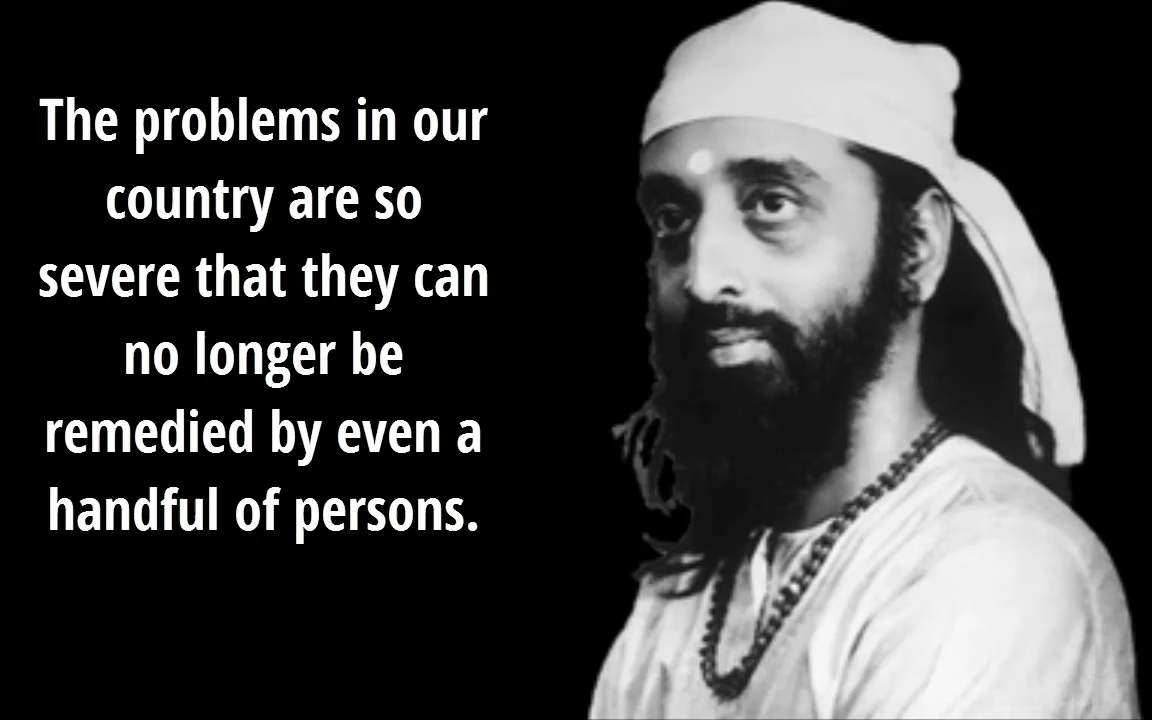 The problems in our
country are so
severe that they can
no longer be
remedied by even a
handful of persons.